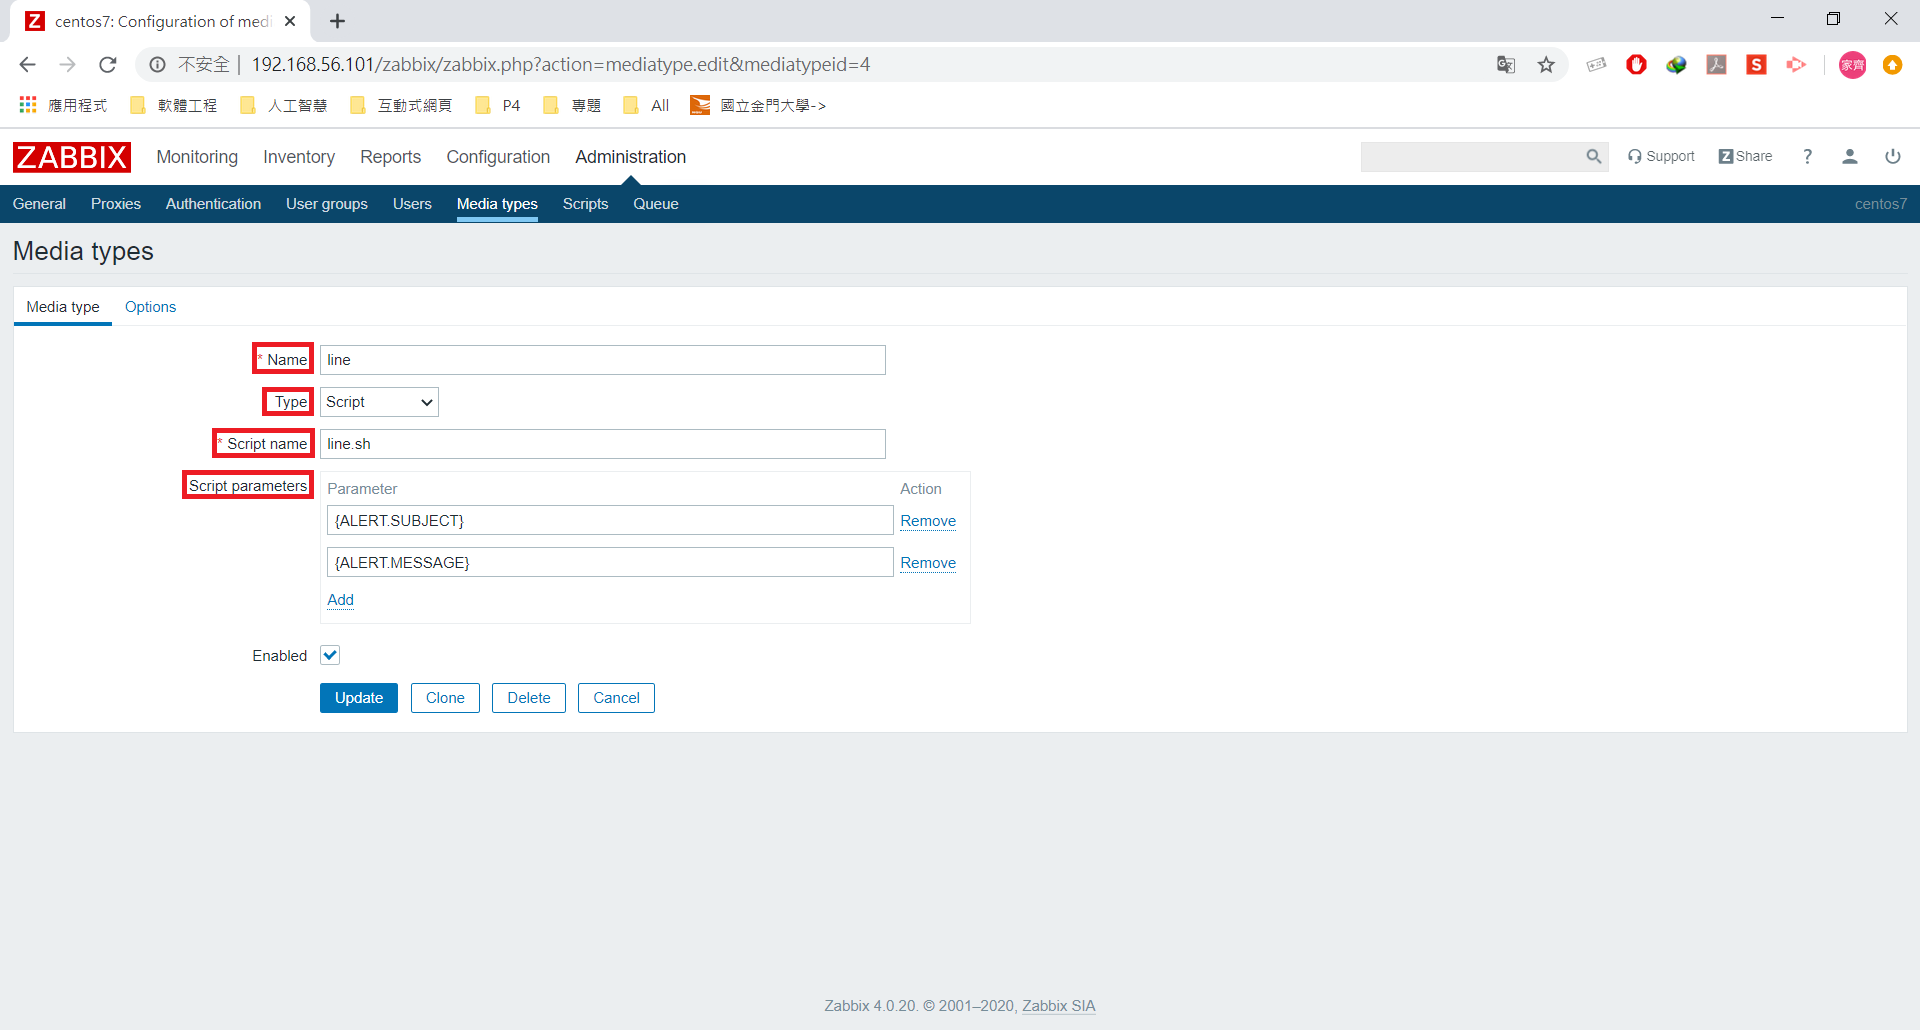 centos7: Configuration of med
不安全 | 192.168.56.101/zabbix/zabbix.php?action=mediatype.edit&mediatypeid=4
家齊
應用程式 軟體工程 人工智慧 互動式網頁 P4 專題 All 國立金門大學->
ZABBIX Monitoring Inventory Reports Configuration Administration Support Z Share ?
General Proxies Authentication User groups Users Media types Scripts Queue centos7
Media types
Media type Options
* Name line
Type Script
* Script name line.sh
Script parameters Parameter Action
{ALERT.SUBJECT} Remove
{ALERT.MESSAGE} Remove
Add
Enabled
Update Clone Delete Cancel
Zabbix 4.0.20. © 2001–2020, Zabbix SIA